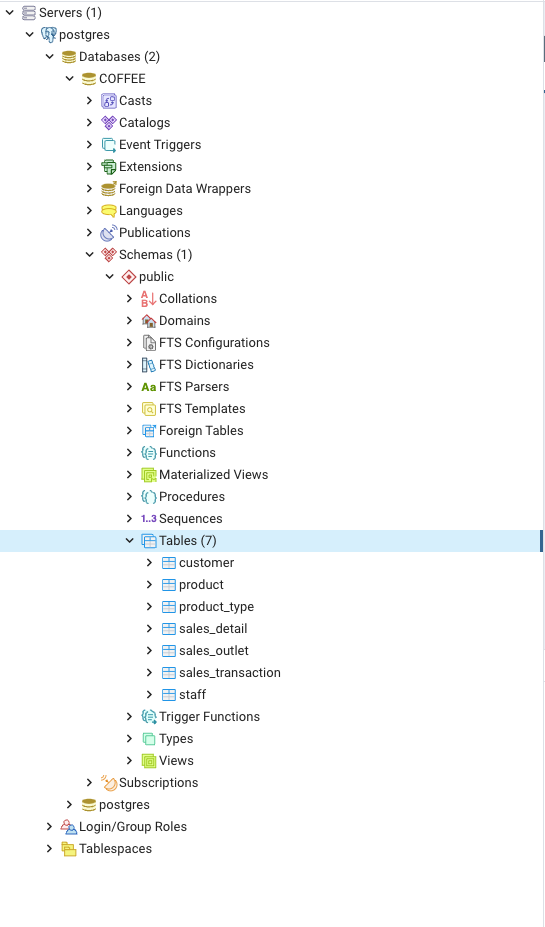 Servers (1)
postgres
Databases (2)
COFFEE
Casts
Catalogs
Event Triggers
Extensions
Foreign Data Wrappers
Languages
Publications
Schemas (1)
public
Collations
Domains
FTS Configurations
FTS Dictionaries
Aa FTS Parsers
FTS Templates
Foreign Tables
Functions
Materialized Views
Procedures
1..3 Sequences
Tables (7)
customer
product
product_type
sales_detail
sales_outlet
sales_transaction
staff
Trigger Functions
Types
Views
Subscriptions
postgres
Login/Group Roles
Tablespaces